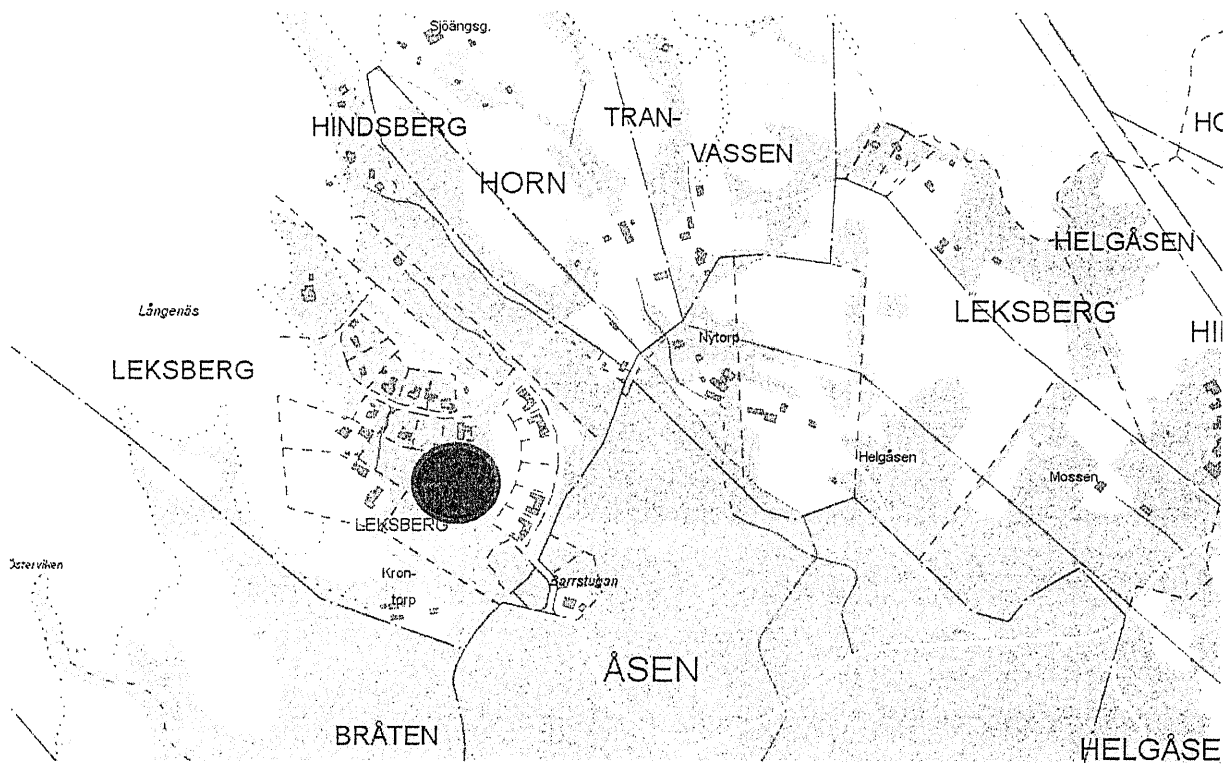 Sjöängsg.
HINDSBERG
TRAN-
VASSEN
HORN
HO
HELGÅSEN
LEKSBERG
Långenäs
LEKSBERG
HI
Nytorp
Helgåsen
Mossen
LEKSBERG
Österviken
Kron-
torp
Barrstugan
ÅSEN
BRÅTEN
HELGÅSE